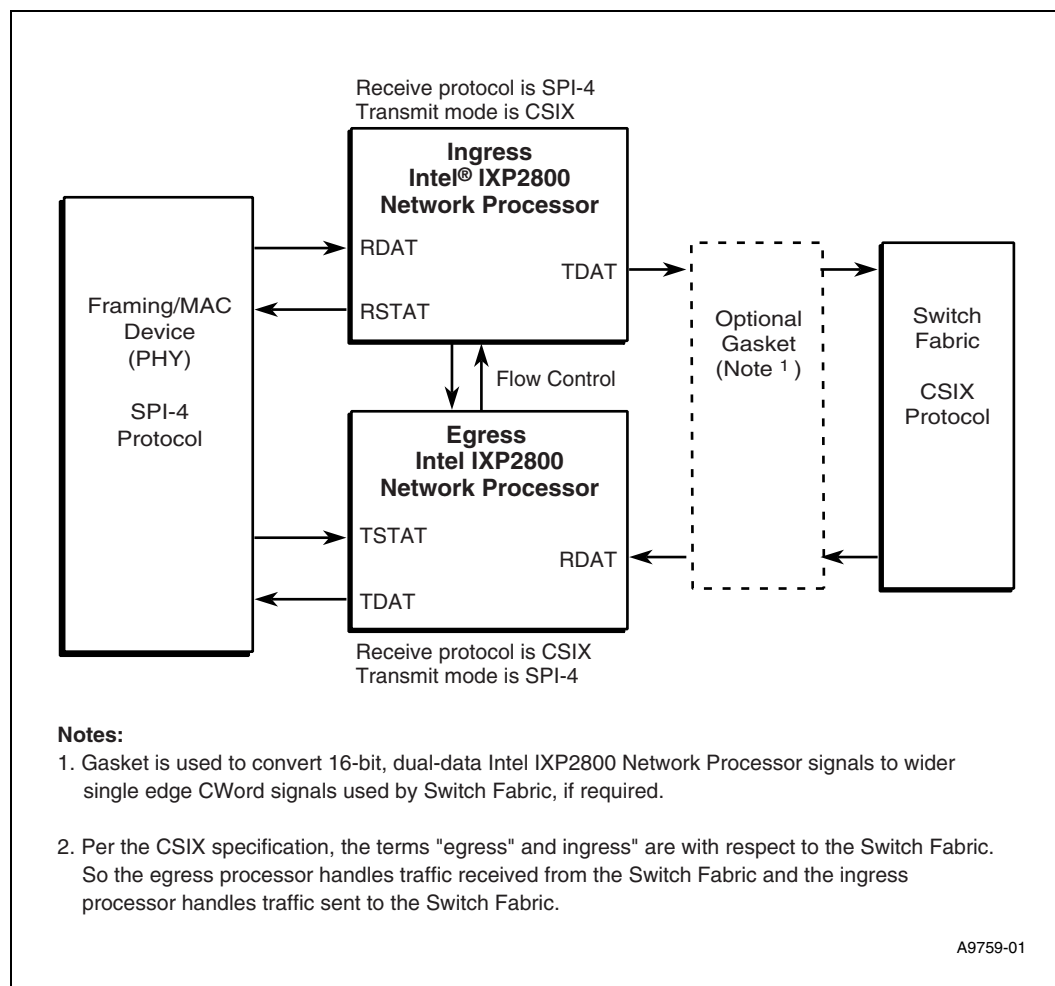 Receive protocol is SPI-4
Transmit mode is CSIX
Ingress
Intel® IXP2800
Network Processor
RDAT
TDAT
RSTAT
Framing/MAC
Device
(PHY)
SPI-4
Protocol
Optional
Gasket
(Note 1 )
Switch
Fabric
CSIX
Protocol
Flow Control
Egress
Intel IXP2800
Network Processor
TSTAT
RDAT
TDAT
Receive protocol is CSIX
Transmit mode is SPI-4
Notes:
1. Gasket is used to convert 16-bit, dual-data Intel IXP2800 Network Processor signals to wider
single edge CWord signals used by Switch Fabric, if required.
2. Per the CSIX specification, the terms "egress" and ingress" are with respect to the Switch Fabric.
So the egress processor handles traffic received from the Switch Fabric and the ingress
processor handles traffic sent to the Switch Fabric.
A9759-01